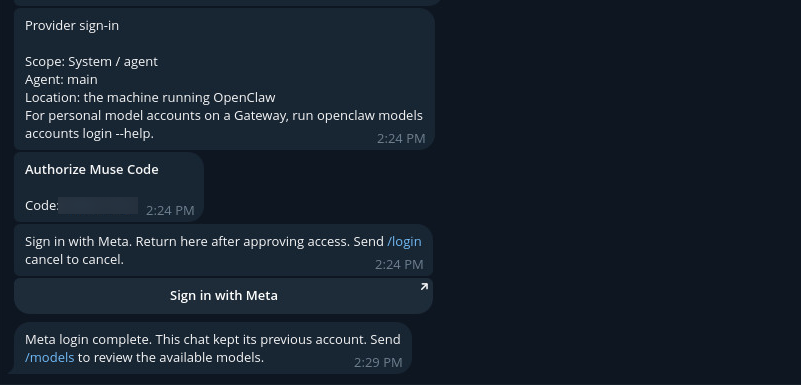 Provider sign-in
Scope: System / agent
Agent: main
Location: the machine running OpenClaw
For personal model accounts on a Gateway, run openclaw models
accounts login --help.
2:24 PM
Authorize Muse Code
Code:
2:24 PM
Sign in with Meta. Return here after approving access. Send /login
cancel to cancel.
2:24 PM
Sign in with Meta
Meta login complete. This chat kept its previous account. Send
/models to review the available models.
2:29 PM